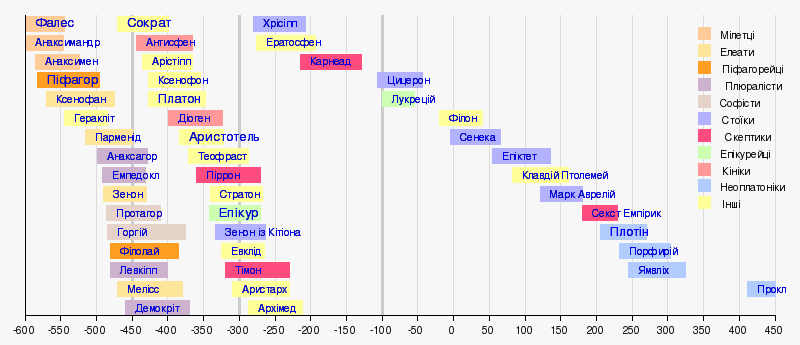 Фалес Сократ Хрісіпп
Анаксимандр Антисфен Ератосфен
Анаксимен Арістіпп Карнеад
Піфагор Ксенофон Цицерон
Ксенофан Платон Лукрецій
Геракліт Діоген Філон
Парменід Аристотель Сенека
Анаксагор Теофраст Епіктет
Емпедокл Піррон Клавдій Птолемей
Зенон Стратон Марк Аврелій
Протагор Епікур Секст Емпірик
Горгій Зенон із Кітіона Плотін
Філолай Евклід Порфирій
Левкіпп Тімон Ямвліх
Мелісс Аристарх Прокл
Демокріт Архімед
Мілетці
Елеати
Піфагорейці
Плюралісти
Софісти
Стоїки
Скептики
Епікурейці
Кініки
Неоплатоніки
Інші
-600 -550 -500 -450 -400 -350 -300 -250 -200 -150 -100 -50 0 50 100 150 200 250 300 350 400 450